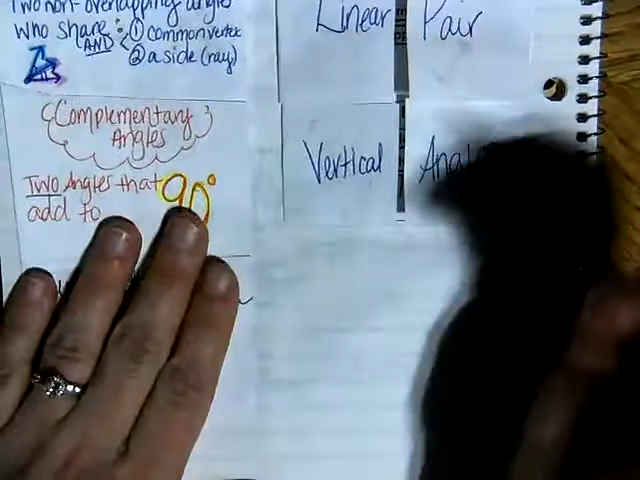 Two non-overlapping angles
who share: ① common vertex
AND ② a side (ray)
Linear Pair
Complementary
Angles
Two Angles that 90°
add to
Vertical